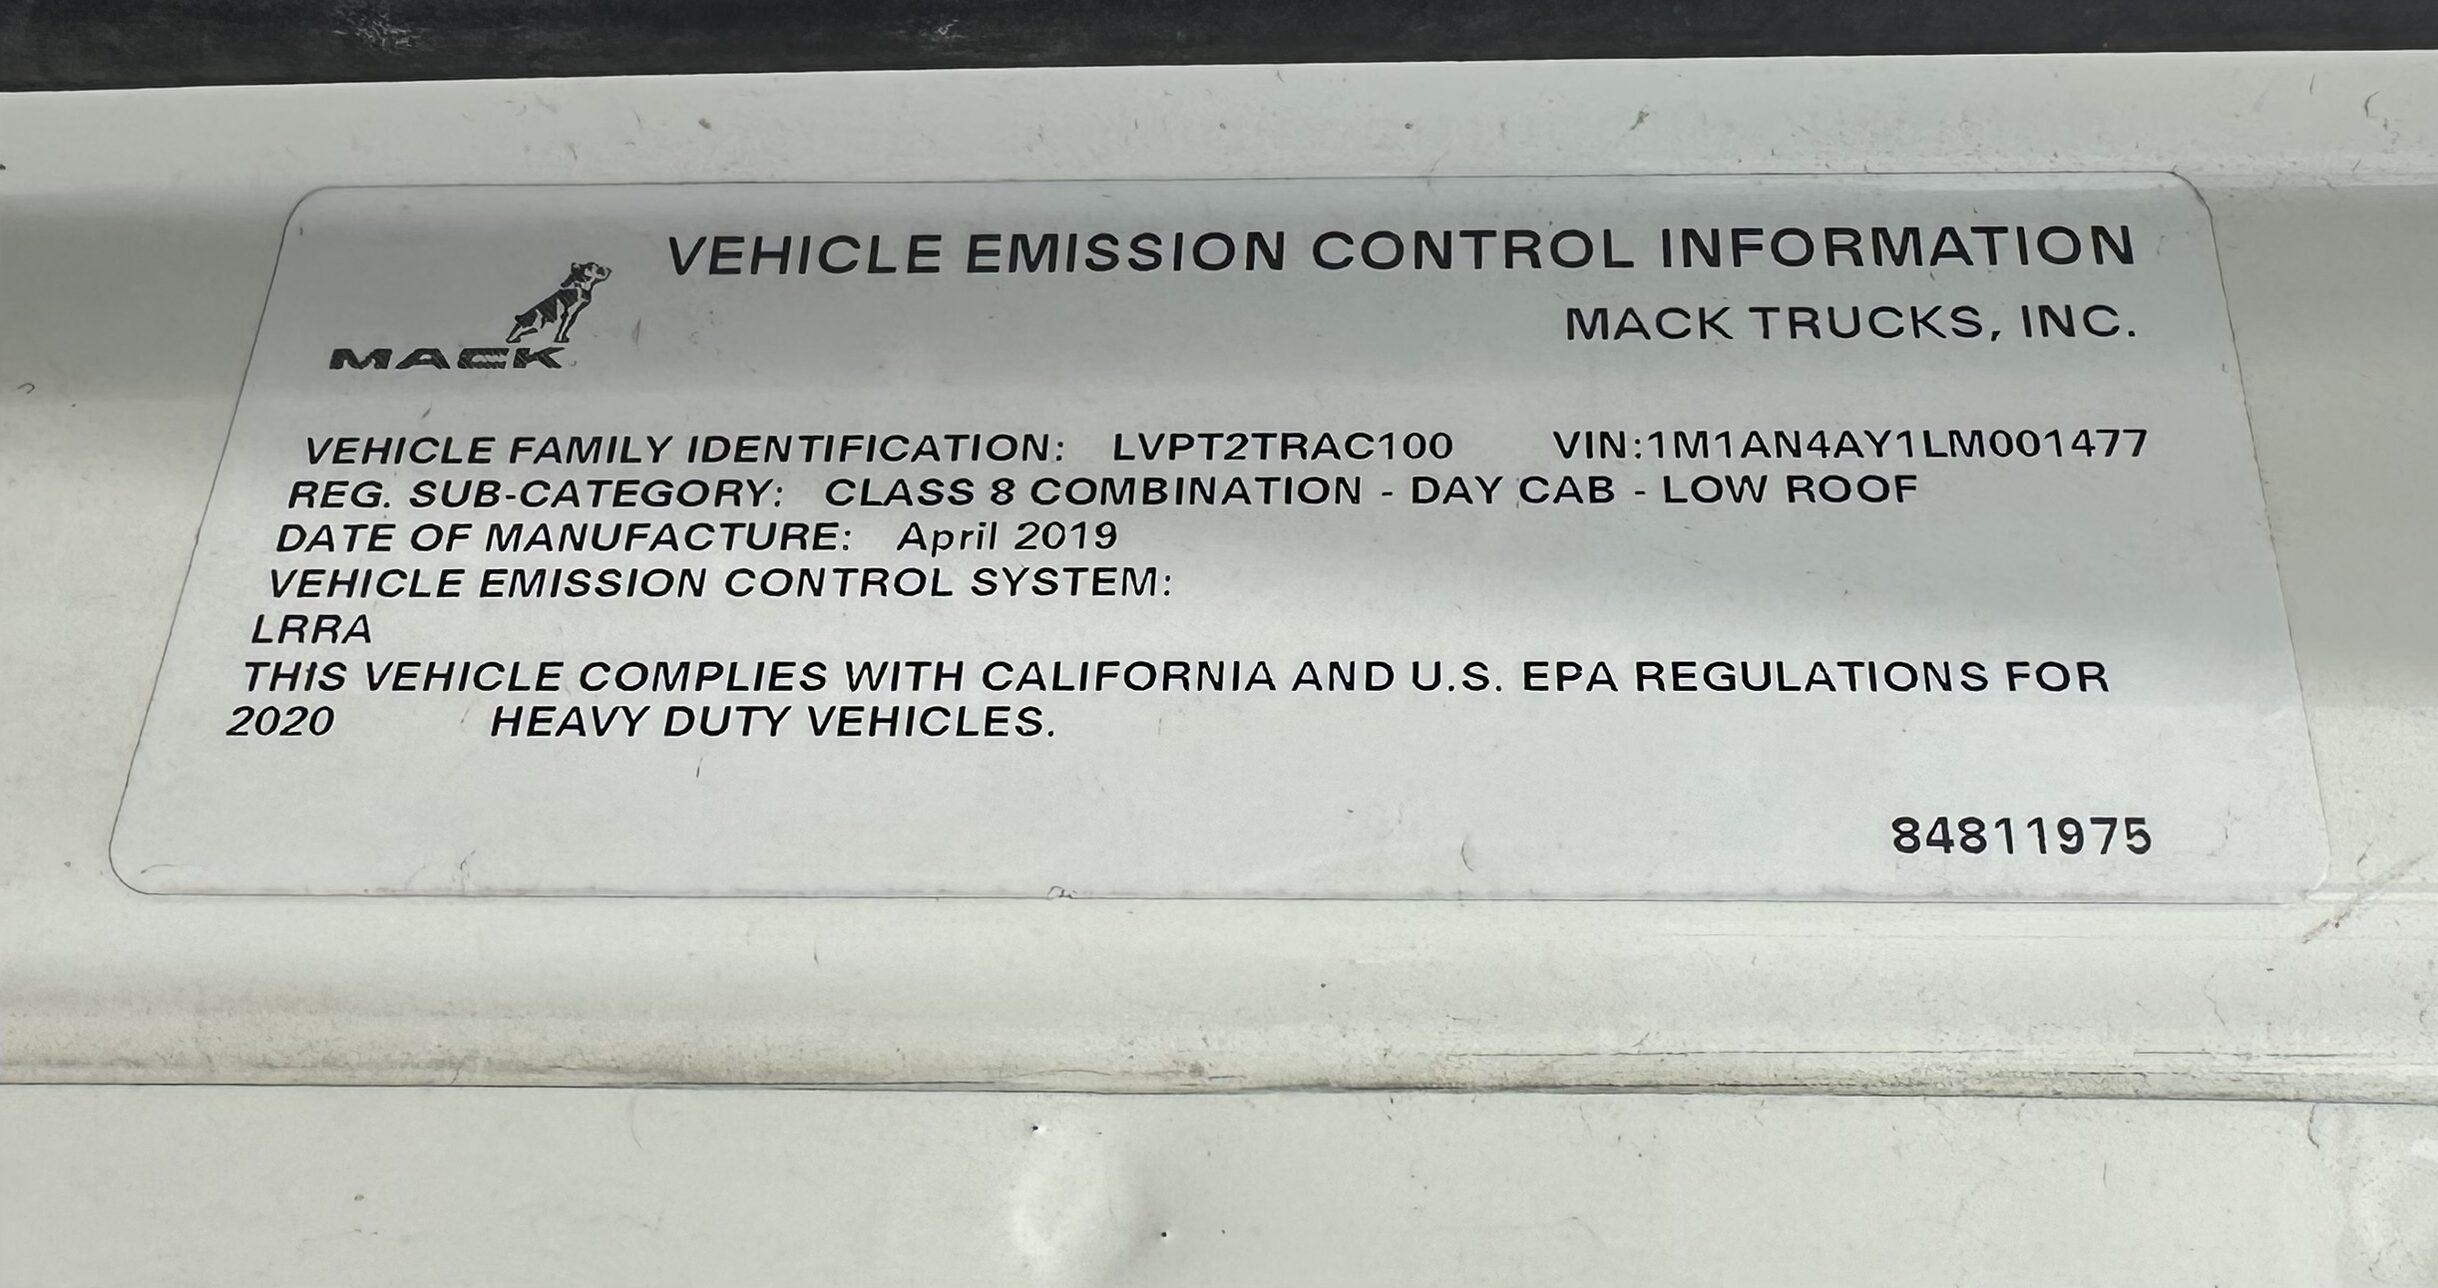 VEHICLE EMISSION CONTROL INFORMATION
MACK
MACK TRUCKS, INC.
VEHICLE FAMILY IDENTIFICATION: LVPT2TRAC100 VIN:1M1AN4AY1LM001477
REG. SUB-CATEGORY: CLASS 8 COMBINATION - DAY CAB - LOW ROOF
DATE OF MANUFACTURE: April 2019
VEHICLE EMISSION CONTROL SYSTEM:
LRRA
THIS VEHICLE COMPLIES WITH CALIFORNIA AND U.S. EPA REGULATIONS FOR
2020 HEAVY DUTY VEHICLES.
84811975